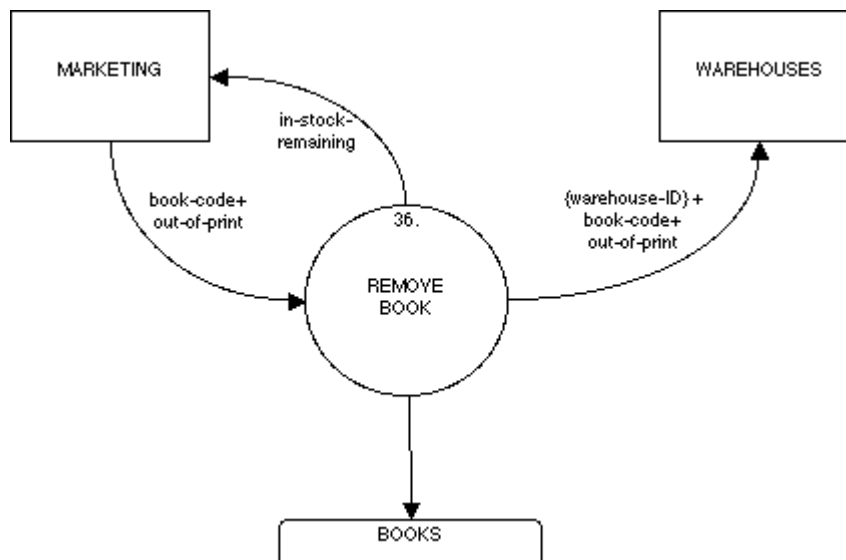 MARKETING
WAREHOUSES
in-stock-
remaining
book-code+
out-of-print
{warehouse-ID} +
book-code+
out-of-print
36.
REMOVE
BOOK
BOOKS